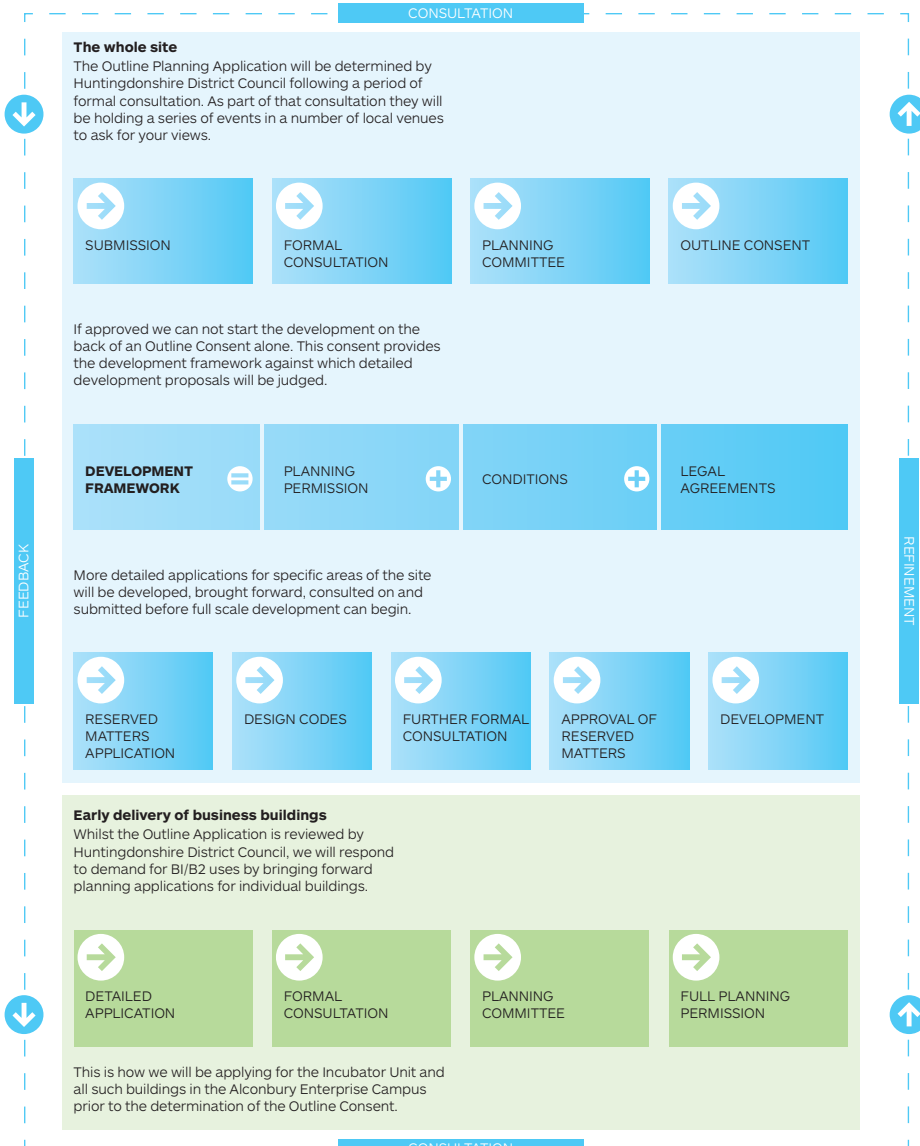 CONSULTATION
The whole site
The Outline Planning Application will be determined by
Huntingdonshire District Council following a period of
formal consultation. As part of that consultation they will
be holding a series of events in a number of local venues
to ask for your views.
SUBMISSION
FORMAL
CONSULTATION
PLANNING
COMMITTEE
OUTLINE CONSENT
If approved we can not start the development on the
back of an Outline Consent alone. This consent provides
the development framework against which detailed
development proposals will be judged.
DEVELOPMENT
FRAMEWORK
=
PLANNING
PERMISSION
+
CONDITIONS
+
LEGAL
AGREEMENTS
FEEDBACK
REFINEMENT
More detailed applications for specific areas of the site
will be developed, brought forward, consulted on and
submitted before full scale development can begin.
RESERVED
MATTERS
APPLICATION
DESIGN CODES
FURTHER FORMAL
CONSULTATION
APPROVAL OF
RESERVED
MATTERS
DEVELOPMENT
Early delivery of business buildings
Whilst the Outline Application is reviewed by
Huntingdonshire District Council, we will respond
to demand for BI/B2 uses by bringing forward
planning applications for individual buildings.
DETAILED
APPLICATION
FORMAL
CONSULTATION
PLANNING
COMMITTEE
FULL PLANNING
PERMISSION
This is how we will be applying for the Incubator Unit and
all such buildings in the Alconbury Enterprise Campus
prior to the determination of the Outline Consent.
CONSULTATION